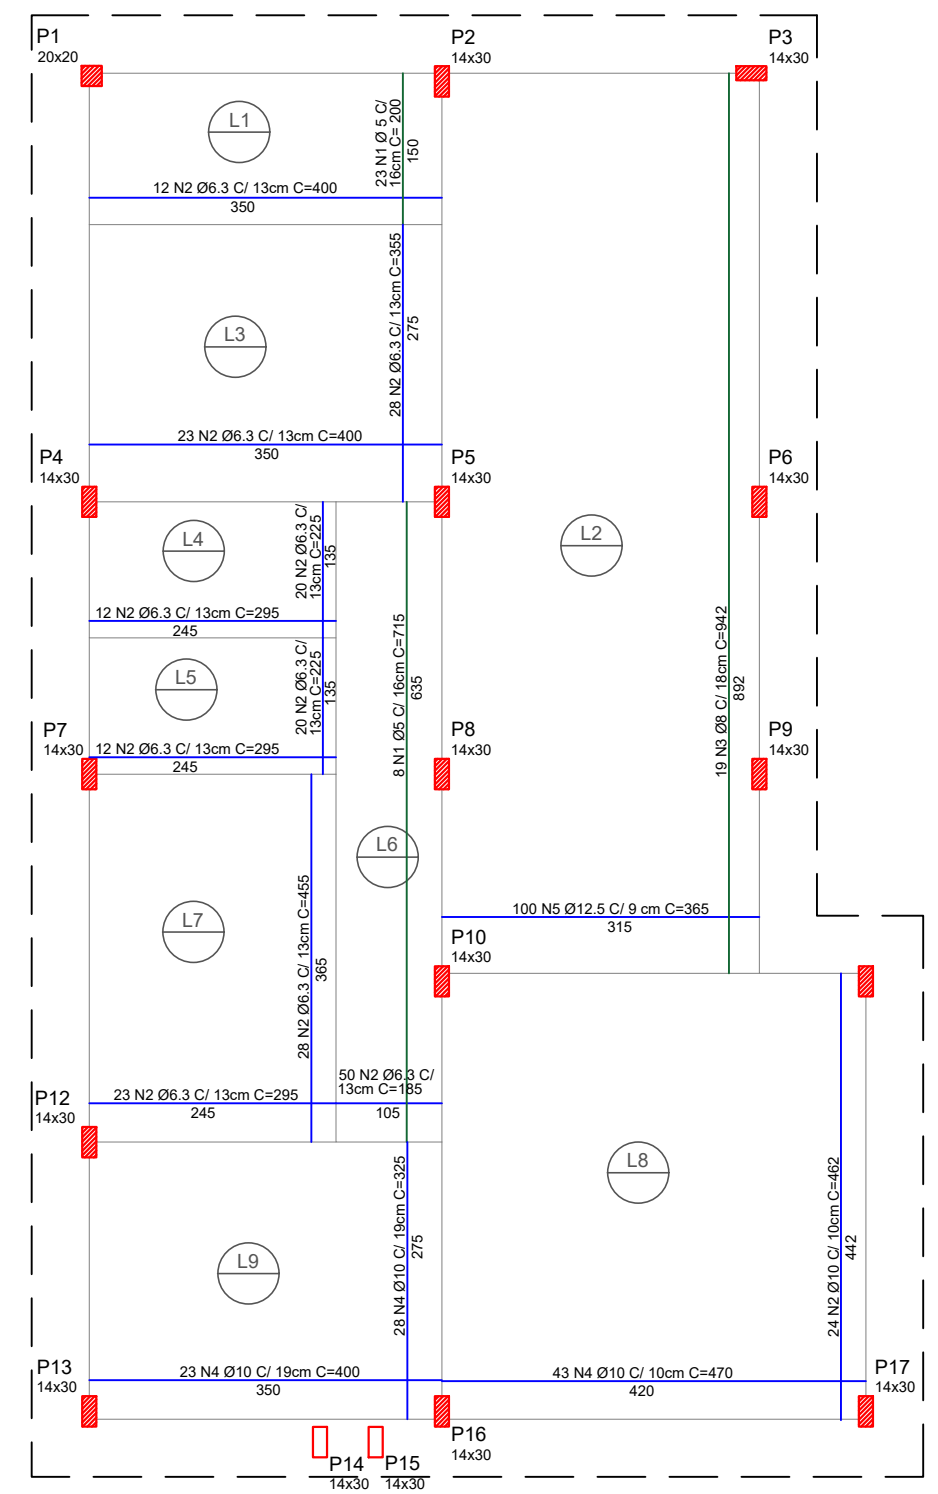 P1
20x20
P2
14x30
P3
14x30
L1
23 N1 Ø 5 C/
16cm C= 200
150
12 N2 Ø6.3 C/ 13cm C=400
350
28 N2 Ø6.3 C/ 13cm C=355
275
L3
23 N2 Ø6.3 C/ 13cm C=400
350
P4
14x30
P5
14x30
P6
14x30
L4
20 N2 Ø6.3 C/
13cm C=225
135
L2
12 N2 Ø6.3 C/ 13cm C=295
245
L5
20 N2 Ø6.3 C/
13cm C=225
135
8 N1 Ø5 C/ 16cm C=715
635
19 N3 Ø8 C/ 18cm C=942
892
P7
14x30
12 N2 Ø6.3 C/ 13cm C=295
245
P8
14x30
P9
14x30
L6
L7
28 N2 Ø6.3 C/ 13cm C=455
365
100 N5 Ø12.5 C/ 9 cm C=365
315
P10
14x30
50 N2 Ø6.3 C/
13cm C=185
105
P12
14x30
23 N2 Ø6.3 C/ 13cm C=295
245
L8
28 N4 Ø10 C/ 19cm C=325
275
24 N2 Ø10 C/ 10cm C=462
442
L9
P13
14x30
23 N4 Ø10 C/ 19cm C=400
350
43 N4 Ø10 C/ 10cm C=470
420
P17
14x30
P16
14x30
P14
14x30
P15
14x30